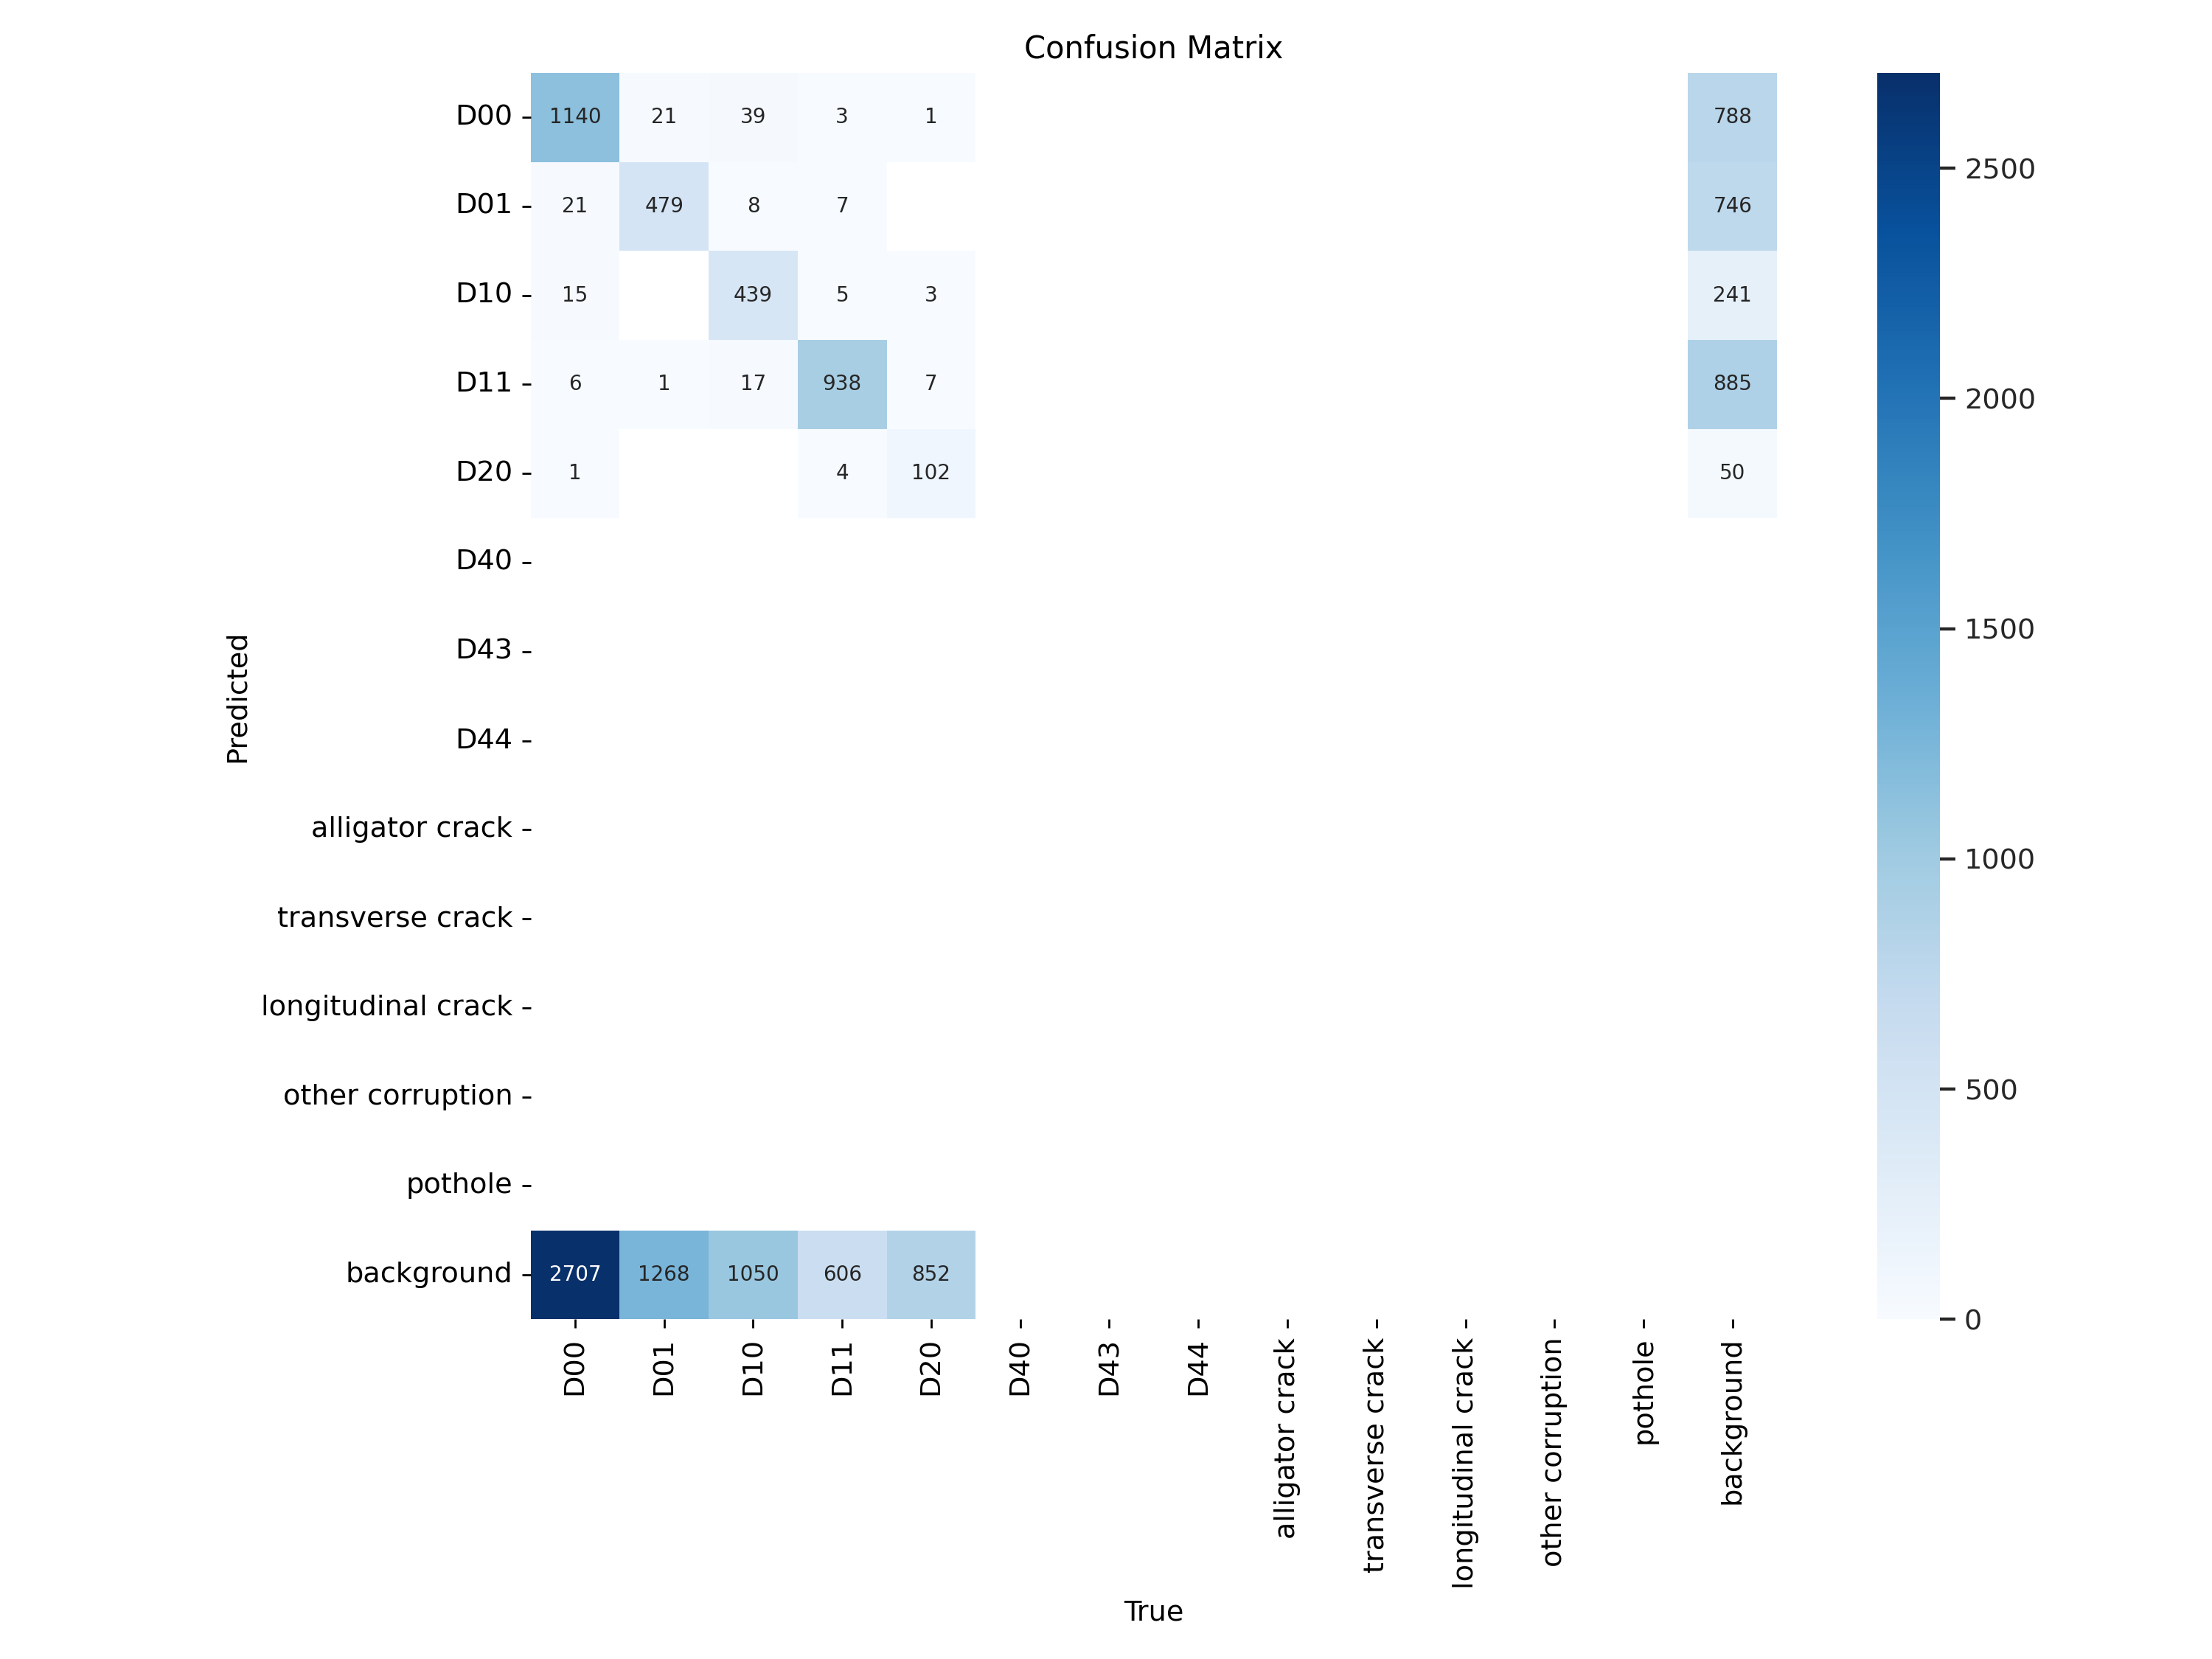 Confusion Matrix
D00 1140 21 39 3 1 788
D01 21 479 8 7 746
D10 15 439 5 3 241
D11 6 1 17 938 7 885
D20 1 4 102 50
D40
D43
D44
alligator crack
transverse crack
longitudinal crack
other corruption
pothole
background 2707 1268 1050 606 852
Predicted
D00 D01 D10 D11 D20 D40 D43 D44 alligator crack transverse crack longitudinal crack other corruption pothole background
True
2500
2000
1500
1000
500
0